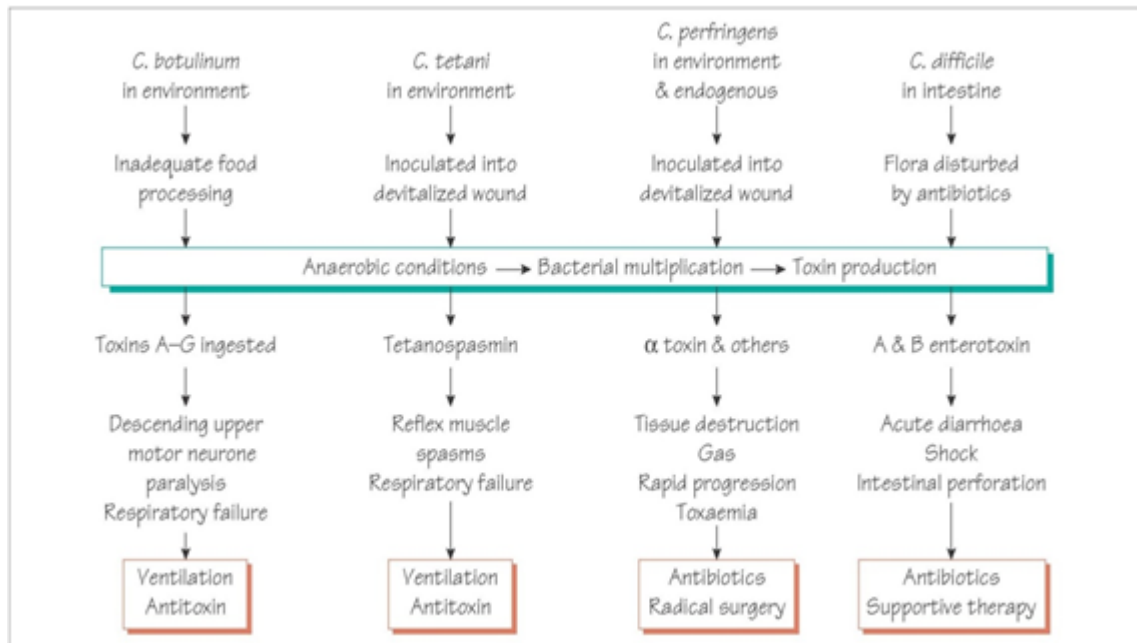 C. botulinum
in environment
C. tetani
in environment
C. perfringens
in environment
& endogenous
C. difficile
in intestine
Inadequate food
processing
Inoculated into
devitalized wound
Inoculated into
devitalized wound
Flora disturbed
by antibiotics
Anaerobic conditions → Bacterial multiplication → Toxin production
Toxins A–G ingested
Tetanospasmin
α toxin & others
A & B enterotoxin
Descending upper
motor neurone
paralysis
Respiratory failure
Reflex muscle
spasms
Respiratory failure
Tissue destruction
Gas
Rapid progression
Toxaemia
Acute diarrhoea
Shock
Intestinal perforation
Ventilation
Antitoxin
Ventilation
Antitoxin
Antibiotics
Radical surgery
Antibiotics
Supportive therapy